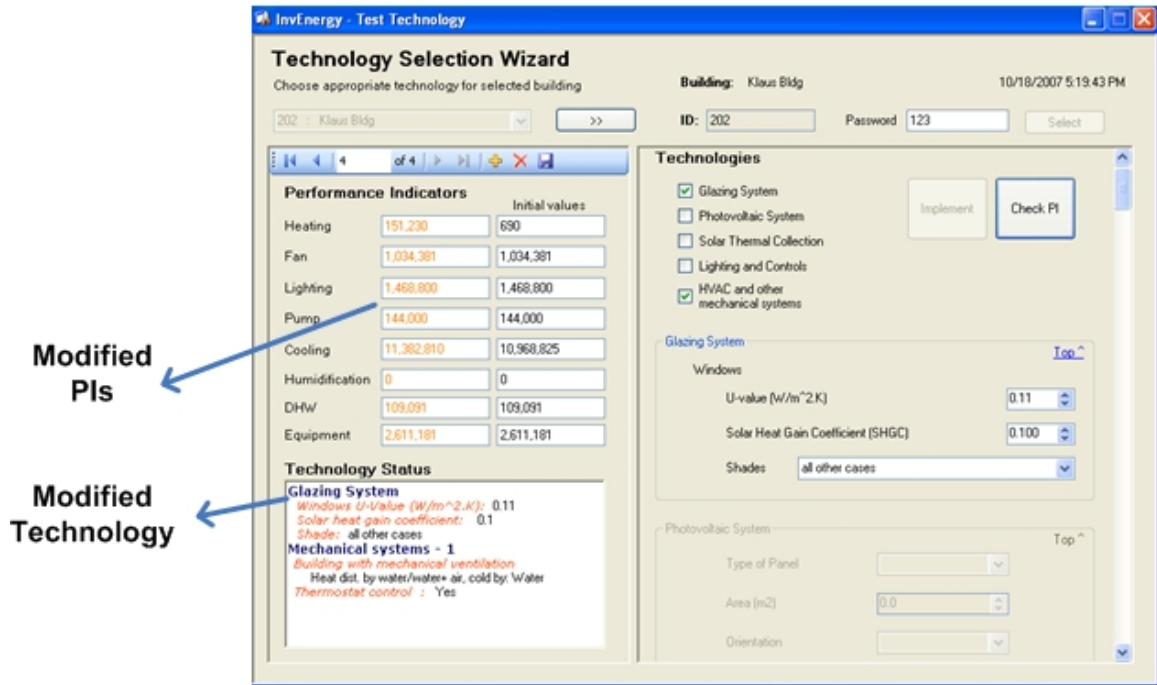 InvEnergy - Test Technology
Technology Selection Wizard
Choose appropriate technology for selected building
Building: Klaus Bldg
10/18/2007 5:19:43 PM
202 : Klaus Bldg
>>
ID: 202
Password 123
Select
4 of 4
Performance Indicators
Initial values
Heating 151,230 690
Fan 1,034,381 1,034,381
Lighting 1,468,800 1,468,800
Pump 144,000 144,000
Cooling 11,382,810 10,968,825
Humidification 0 0
DHW 109,091 109,091
Equipment 2,611,181 2,611,181
Technology Status
Glazing System
Windows U-Value (W/m^2.K): 0.11
Solar heat gain coefficient: 0.1
Shade: all other cases
Mechanical systems - 1
Building with mechanical ventilation
Heat dist. by water/water+ air, cold by: Water
Thermostat control : Yes
Technologies
Glazing System
Photovoltaic System
Solar Thermal Collection
Lighting and Controls
HVAC and other
mechanical systems
Implement
Check PI
Glazing System
Top ^
Windows
U-value (W/m^2.K) 0.11
Solar Heat Gain Coefficient (SHGC) 0.100
Shades all other cases
Photovoltaic System
Top ^
Type of Panel
Area (m2) 0.0
Orientation
Modified
PIs
Modified
Technology